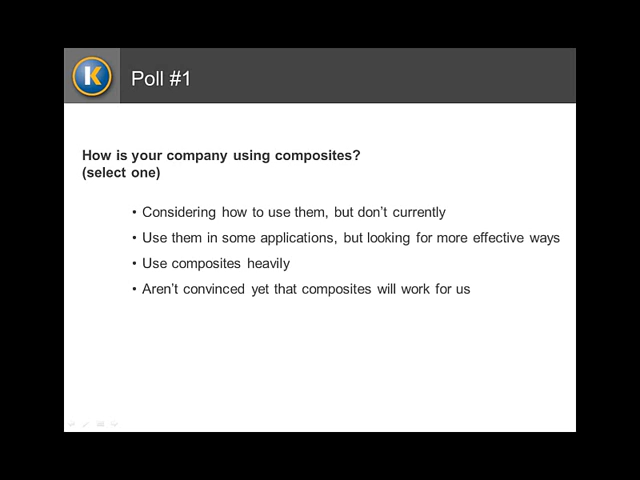 K
Poll #1
How is your company using composites?
(select one)
• Considering how to use them, but don't currently
• Use them in some applications, but looking for more effective ways
• Use composites heavily
• Aren't convinced yet that composites will work for us